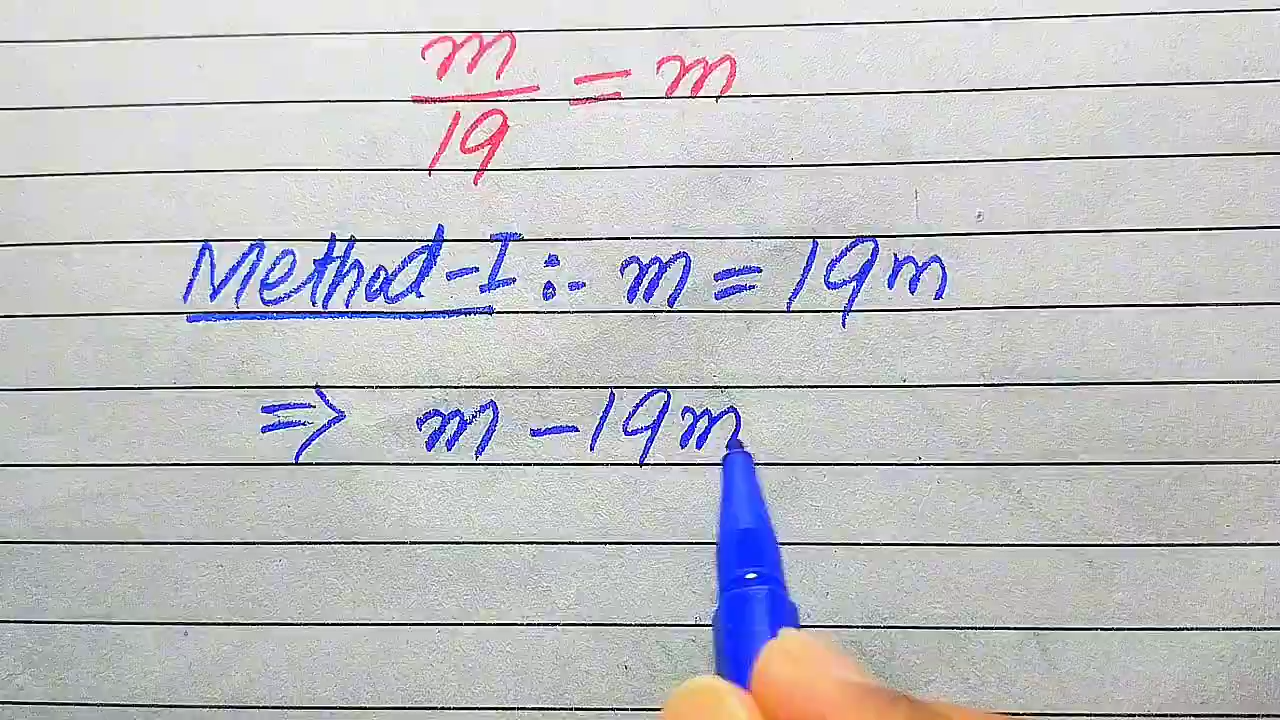 m/19 = m
Method-I :- m = 19m
⇒ m - 19m